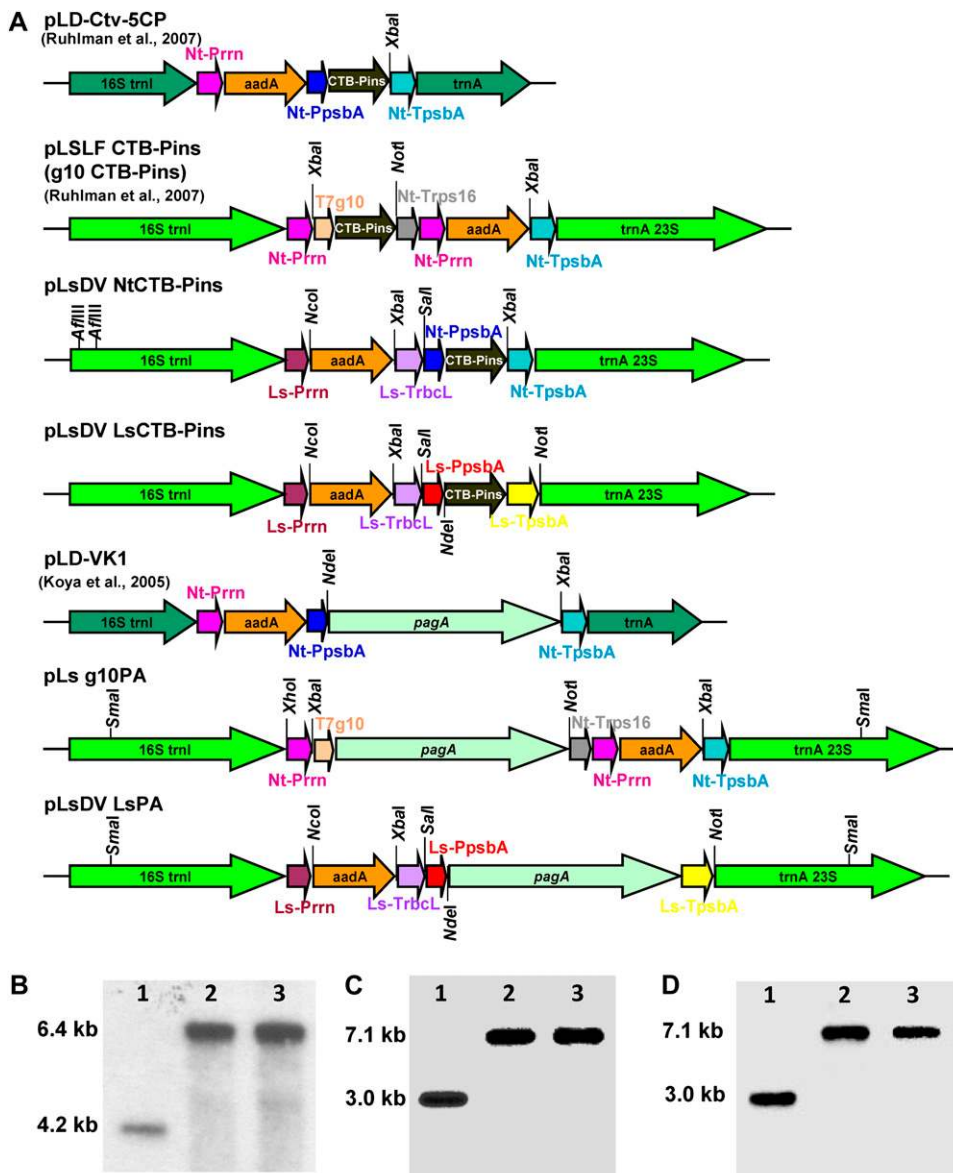 A
pLD-Ctv-5CP
(Ruhlman et al., 2007)
XbaI
Nt-Prrn
16S trnI
aadA
CTB-Pins
trnA
Nt-PpsbA
Nt-TpsbA
pLSLF CTB-Pins
(g10 CTB-Pins)
(Ruhlman et al., 2007)
XbaI
NotI
XbaI
T7g10
Nt-Trps16
16S trnI
CTB-Pins
aadA
trnA 23S
Nt-Prrn
Nt-Prrn
Nt-TpsbA
pLsDV NtCTB-Pins
AflIII
AflIII
NcoI
XbaI
SalI
XbaI
Nt-PpsbA
16S trnI
aadA
CTB-Pins
trnA 23S
Ls-Prrn
Ls-TrbcL
Nt-TpsbA
pLsDV LsCTB-Pins
NcoI
XbaI
SalI
NotI
Ls-PpsbA
16S trnI
aadA
CTB-Pins
trnA 23S
Ls-Prrn
Ls-TrbcL
NdeI
Ls-TpsbA
pLD-VK1
(Koya et al., 2005)
NdeI
XbaI
Nt-Prrn
16S trnI
aadA
pagA
trnA
Nt-PpsbA
Nt-TpsbA
pLs g10PA
SmaI
XhoI
XbaI
NotI
XbaI
SmaI
T7g10
Nt-Trps16
16S trnI
pagA
aadA
trnA 23S
Nt-Prrn
Nt-Prrn
Nt-TpsbA
pLsDV LsPA
SmaI
NcoI
XbaI
SalI
NotI
SmaI
Ls-PpsbA
16S trnI
aadA
pagA
trnA 23S
Ls-Prrn
Ls-TrbcL
NdeI
Ls-TpsbA
B
1 2 3
6.4 kb
4.2 kb
C
1 2 3
7.1 kb
3.0 kb
D
1 2 3
7.1 kb
3.0 kb